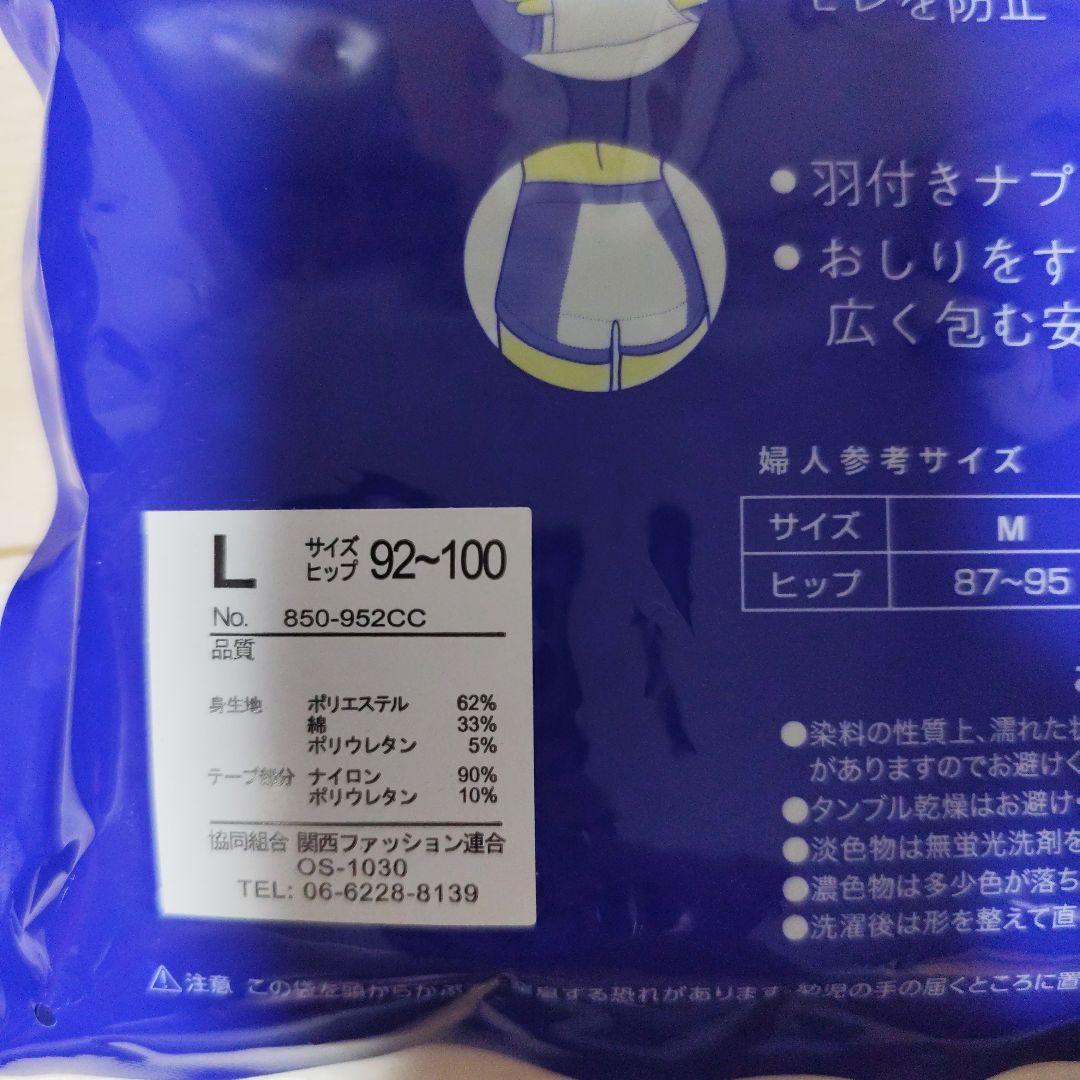 モレを防止
●羽付きナプ
●おしりをす
広く包む安
婦人参考サイズ
サイズ M
ヒップ 87~95
L サイズ ヒップ 92~100
No. 850-952CC
品質
身生地 ポリエステル 62%
綿 33%
ポリウレタン 5%
テープ部分 ナイロン 90%
ポリウレタン 10%
協同組合 関西ファッション連合
OS-1030
TEL: 06-6228-8139
●染料の性質上、濡れた
がありますのでお避け
●タンブル乾燥はお避け
●淡色物は無蛍光洗剤を
●濃色物は多少色が落ち
●洗濯後は形を整えて直
⚠注意 この袋を頭からかぶ 息する恐れがあります 幼児の手の届くところに置